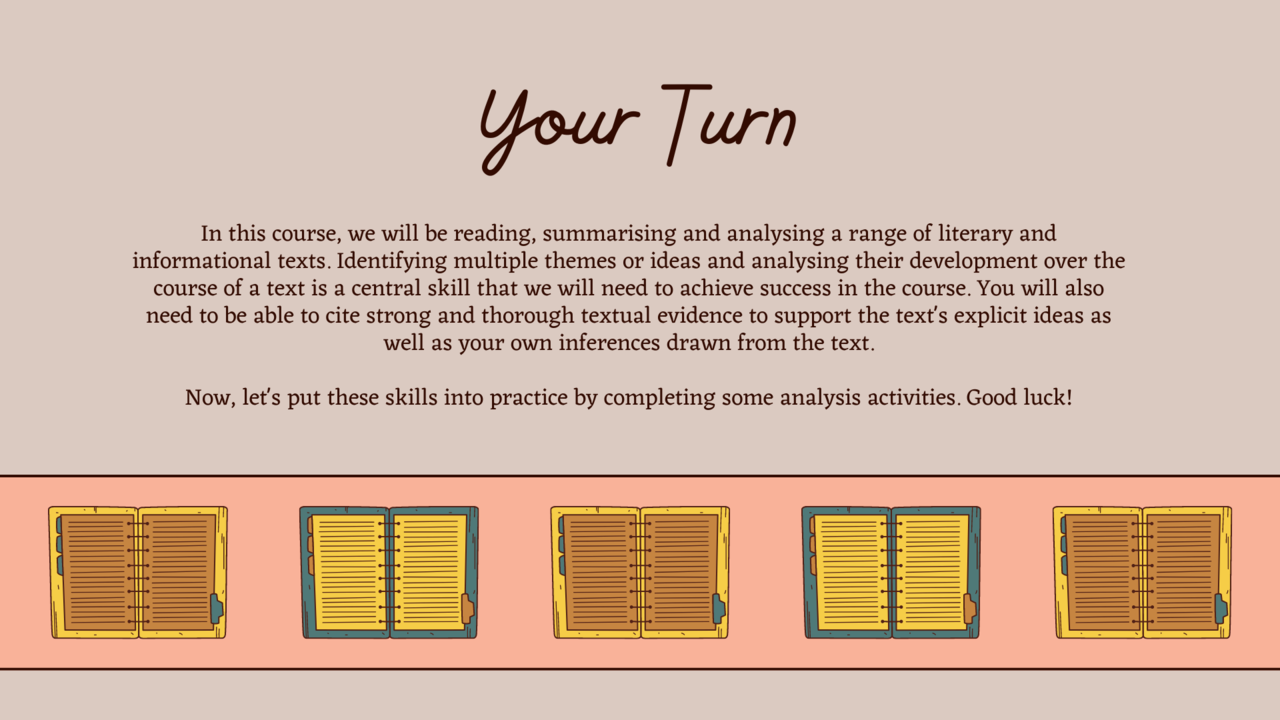 Your Turn
In this course, we will be reading, summarising and analysing a range of literary and
informational texts. Identifying multiple themes or ideas and analysing their development over the
course of a text is a central skill that we will need to achieve success in the course. You will also
need to be able to cite strong and thorough textual evidence to support the text's explicit ideas as
well as your own inferences drawn from the text.
Now, let's put these skills into practice by completing some analysis activities. Good luck!